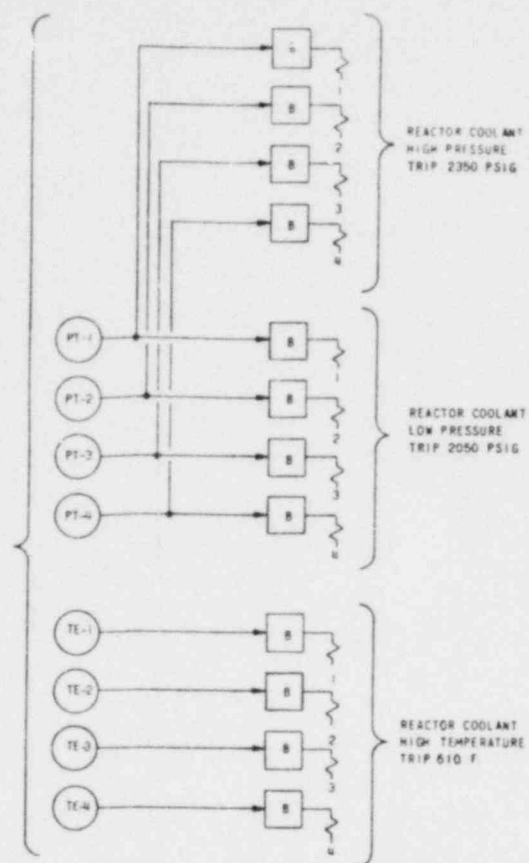 B
1
B
2
REACTOR COOLANT
HIGH PRESSURE
TRIP 2350 PSIG
B
3
B
4
PT-1
B
1
PT-2
B
2
REACTOR COOLANT
LOW PRESSURE
TRIP 2050 PSIG
PT-3
B
3
PT-4
B
4
TE-1
B
1
TE-2
B
2
REACTOR COOLANT
HIGH TEMPERATURE
TRIP 610 F
TE-3
B
3
TE-4
B
4